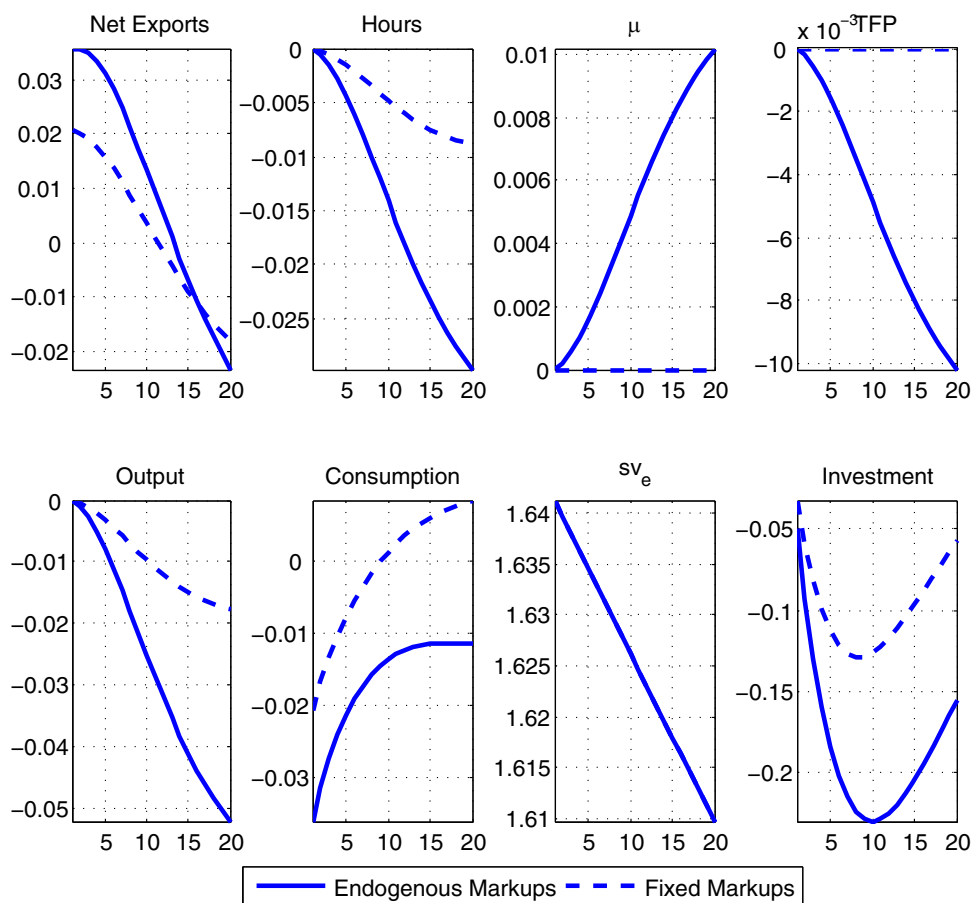 Net Exports
0.03
0.02
0.01
0
−0.01
−0.02
5 10 15 20
Hours
0
−0.005
−0.01
−0.015
−0.02
−0.025
5 10 15 20
μ
0.01
0.008
0.006
0.004
0.002
0
5 10 15 20
x 10−3TFP
0
−2
−4
−6
−8
−10
5 10 15 20
Output
0
−0.01
−0.02
−0.03
−0.04
−0.05
5 10 15 20
Consumption
0
−0.01
−0.02
−0.03
5 10 15 20
sve
1.64
1.635
1.63
1.625
1.62
1.615
1.61
5 10 15 20
Investment
−0.05
−0.1
−0.15
−0.2
5 10 15 20
Endogenous Markups Fixed Markups